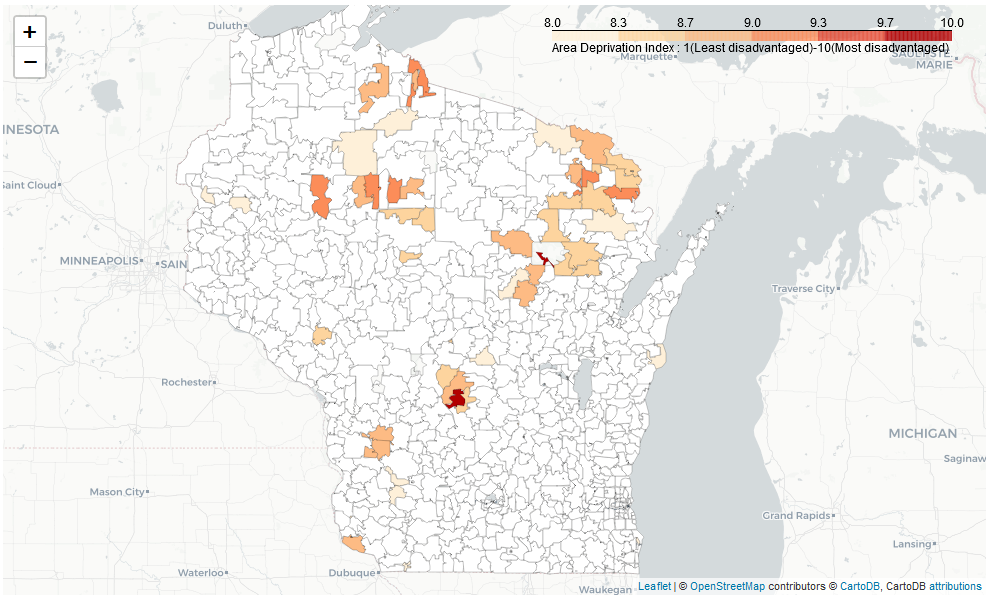 +
−
8.0 8.3 8.7 9.0 9.3 9.7 10.0
Area Deprivation Index : 1(Least disadvantaged)-10(Most disadvantaged)
Duluth
Marquette
SAULT STE.
MARIE
NNESOTA
Saint Cloud
MINNEAPOLIS
SAIN
Traverse City
Rochester
MICHIGAN
Saginaw
Mason City
Grand Rapids
Lansing
Waterloo
Dubuque
Waukegan
Leaflet | © OpenStreetMap contributors © CartoDB, CartoDB attributions